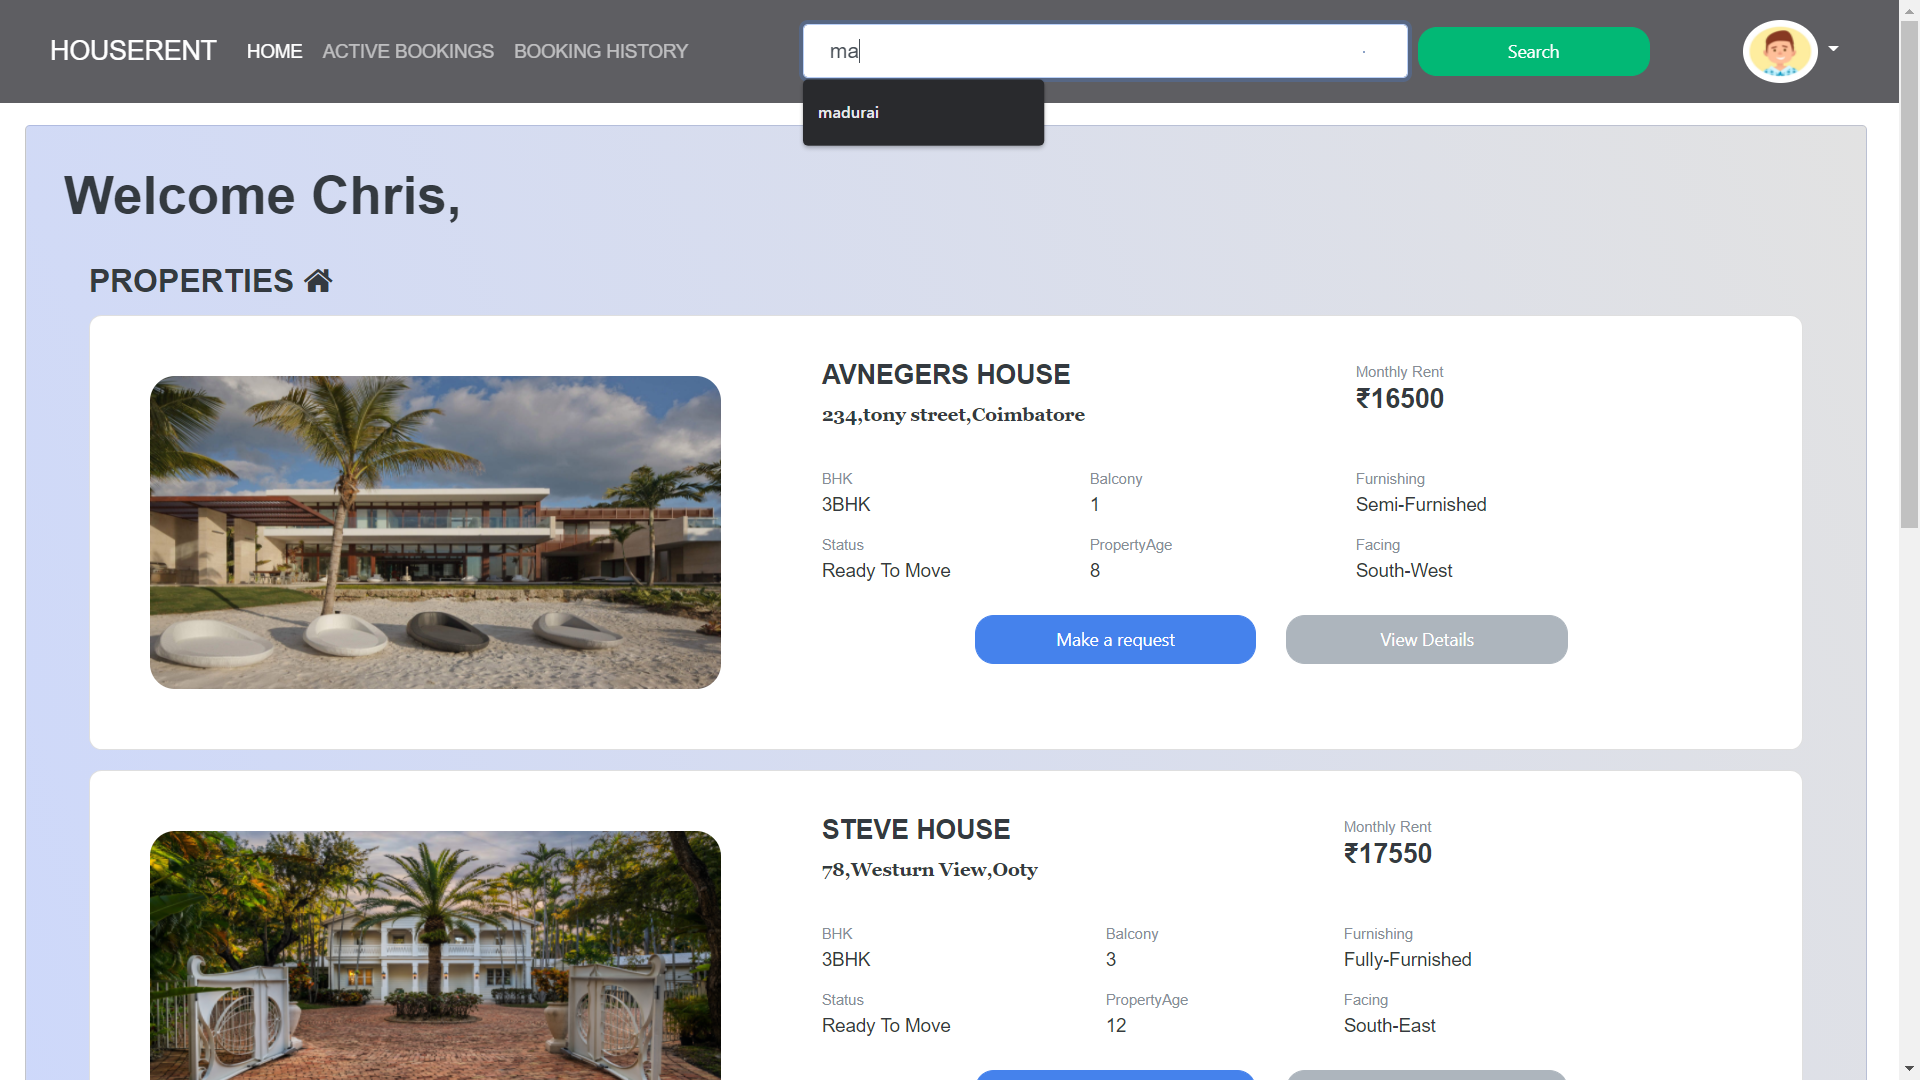 HOUSERENT HOME ACTIVE BOOKINGS BOOKING HISTORY ma Search
madurai
Welcome Chris,
PROPERTIES
AVNEGERS HOUSE
234,tony street,Coimbatore
Monthly Rent
₹16500
BHK Balcony Furnishing
3BHK 1 Semi-Furnished
Status PropertyAge Facing
Ready To Move 8 South-West
Make a request View Details
STEVE HOUSE
78,Westurn View,Ooty
Monthly Rent
₹17550
BHK Balcony Furnishing
3BHK 3 Fully-Furnished
Status PropertyAge Facing
Ready To Move 12 South-East